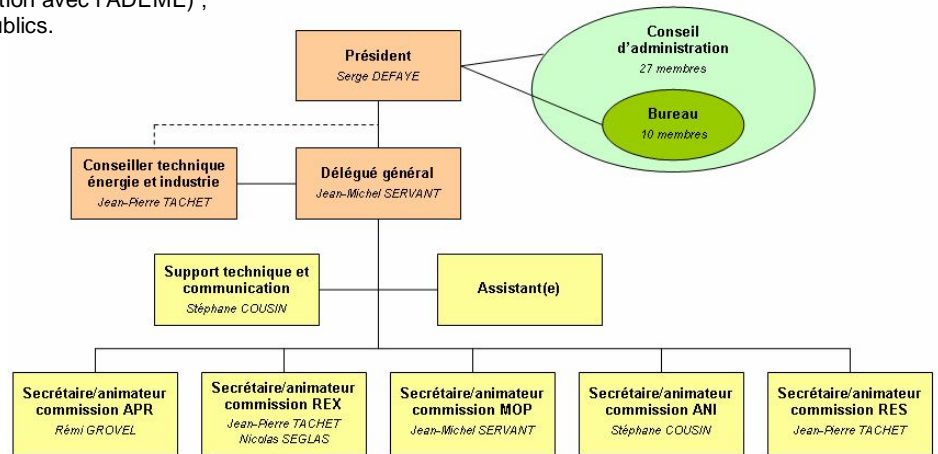 tion avec l'ADEME) ;
ublics.
Président
Serge DEFAYE
Conseil
d'administration
27 membres
Bureau
10 membres
Conseiller technique
énergie et industrie
Jean-Pierre TACHET
Délégué général
Jean-Michel SERVANT
Support technique et
communication
Stéphane COUSIN
Assistant(e)
Secrétaire/animateur
commission APR
Rémi GROVEL
Secrétaire/animateur
commission REX
Jean-Pierre TACHET
Nicolas SEGLAS
Secrétaire/animateur
commission MOP
Jean-Michel SERVANT
Secrétaire/animateur
commission ANI
Stéphane COUSIN
Secrétaire/animateur
commission RES
Jean-Pierre TACHET